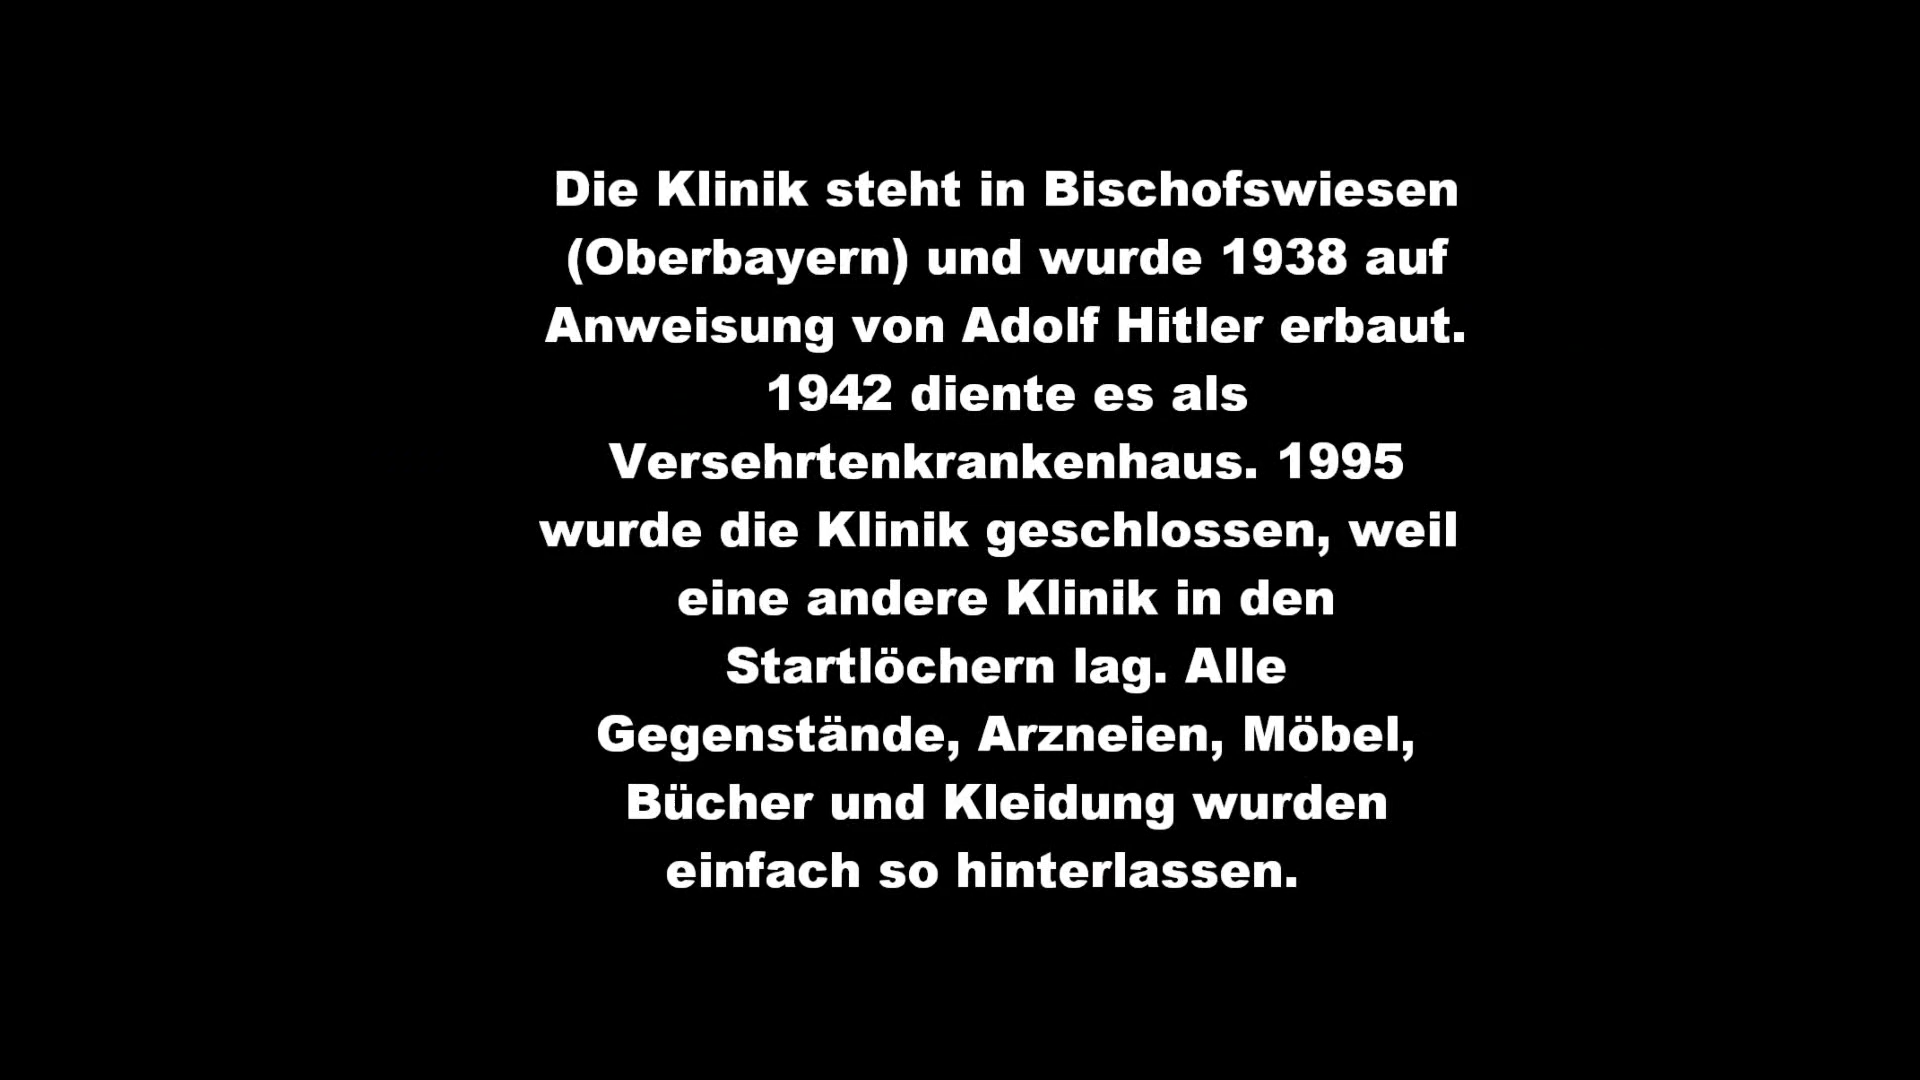 Die Klinik steht in Bischofswiesen
(Oberbayern) und wurde 1938 auf
Anweisung von Adolf Hitler erbaut.
1942 diente es als
Versehrtenkrankenhaus. 1995
wurde die Klinik geschlossen, weil
eine andere Klinik in den
Startlöchern lag. Alle
Gegenstände, Arzneien, Möbel,
Bücher und Kleidung wurden
einfach so hinterlassen.